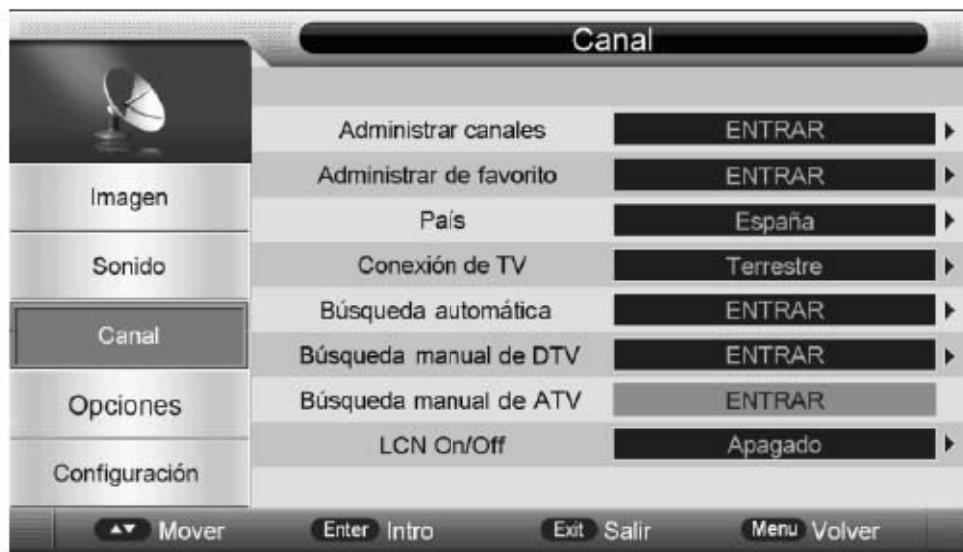 Canal
Administrar canales ENTRAR
Administrar de favorito ENTRAR
Imagen
País España
Sonido
Conexión de TV Terrestre
Búsqueda automática ENTRAR
Canal
Búsqueda manual de DTV ENTRAR
Opciones
Búsqueda manual de ATV ENTRAR
LCN On/Off Apagado
Configuración
Mover Enter Intro Exit Salir Menu Volver